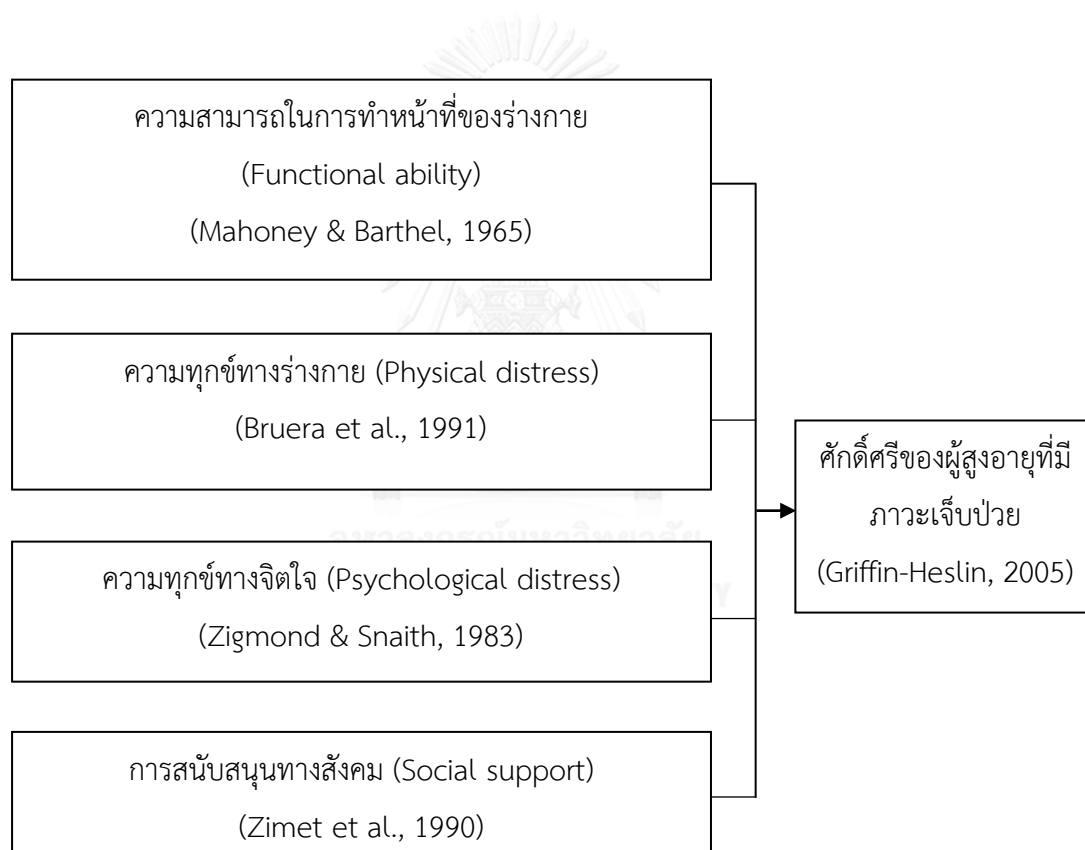 ความสามารถในการทำหน้าที่ของร่างกาย
(Functional ability)
(Mahoney & Barthel, 1965)
ความทุกข์ทางร่างกาย (Physical distress)
(Bruera et al., 1991)
ความทุกข์ทางจิตใจ (Psychological distress)
(Zigmond & Snaith, 1983)
การสนับสนุนทางสังคม (Social support)
(Zimet et al., 1990)
ศักดิ์ศรีของผู้สูงอายุที่มี
ภาวะเจ็บป่วย
(Griffin-Heslin, 2005)